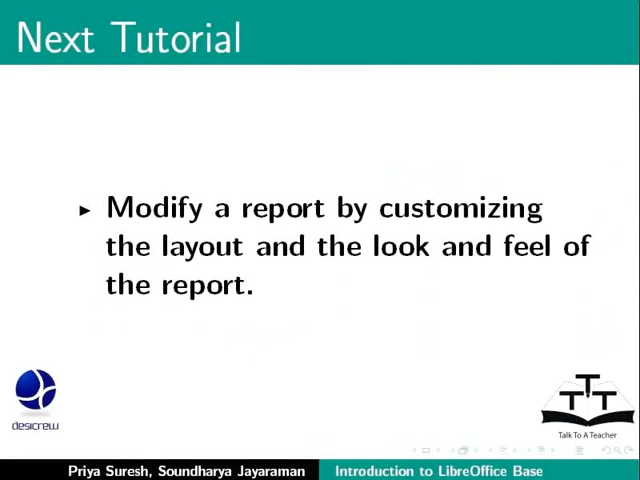 Next Tutorial
Modify a report by customizing
the layout and the look and feel of
the report.
desicrew
TTT
Talk To A Teacher
Priya Suresh, Soundharya Jayaraman
Introduction to LibreOffice Base